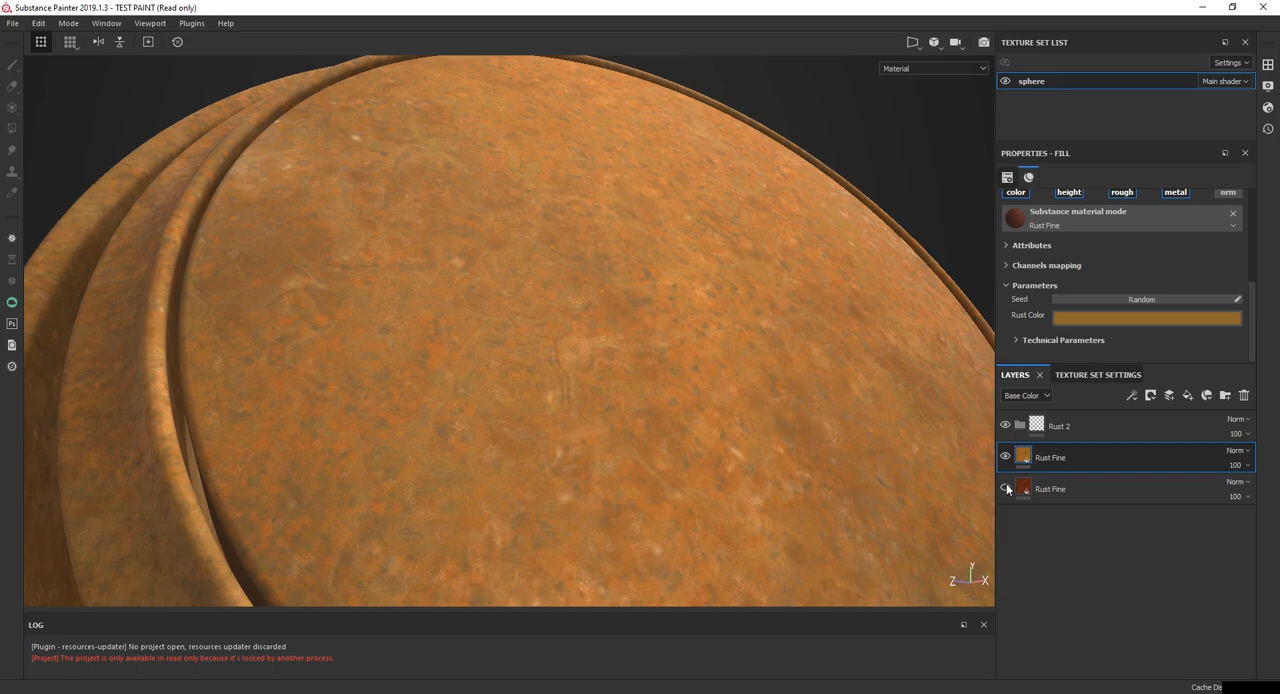 Substance Painter 2019.1.3 - TEST PAINT (Read only)
File Edit Mode Window Viewport Plugins Help
Material
TEXTURE SET LIST
Settings
sphere Main shader
PROPERTIES - FILL
color height rough metal nrm
Substance material mode
Rust Fine
Attributes
Channels mapping
Parameters
Seed Random
Rust Color
Technical Parameters
LAYERS TEXTURE SET SETTINGS
Base Color
Rust 2 Norm
100
Rust Fine Norm
100
Rust Fine Norm
100
Y
Z X
LOG
[Plugin - resources-updater] No project open, resources updater discarded
[Project] The project is only available in read only because it's locked by another process.
Ps
Cache Dis